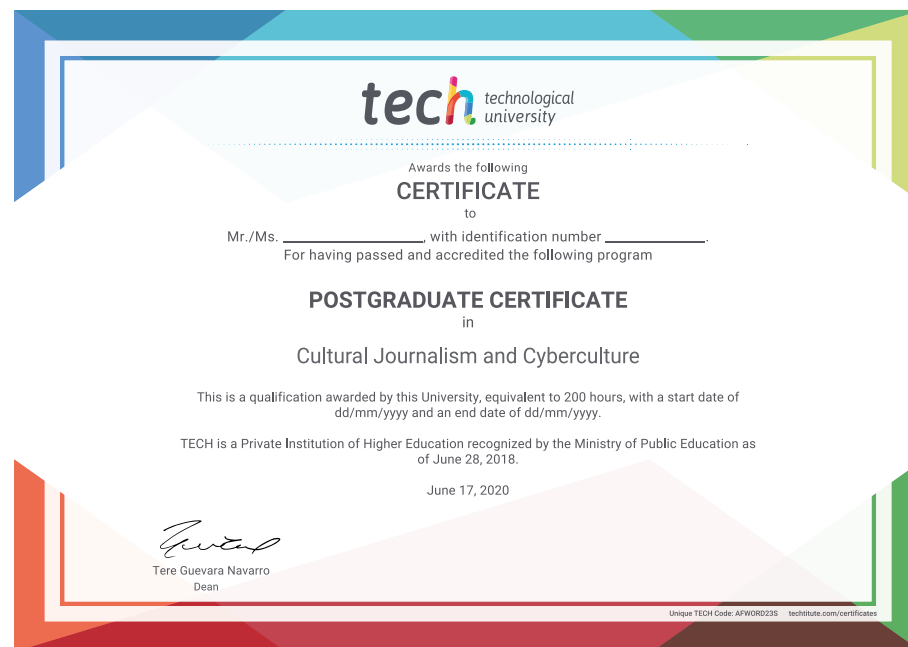 tech technological
university
Awards the following
CERTIFICATE
to
Mr./Ms. ________________, with identification number ____________.
For having passed and accredited the following program
POSTGRADUATE CERTIFICATE
in
Cultural Journalism and Cyberculture
This is a qualification awarded by this University, equivalent to 200 hours, with a start date of
dd/mm/yyyy and an end date of dd/mm/yyyy.
TECH is a Private Institution of Higher Education recognized by the Ministry of Public Education as
of June 28, 2018.
June 17, 2020
Tere Guevara Navarro
Dean
Unique TECH Code: AFWORD23S techtitute.com/certificates